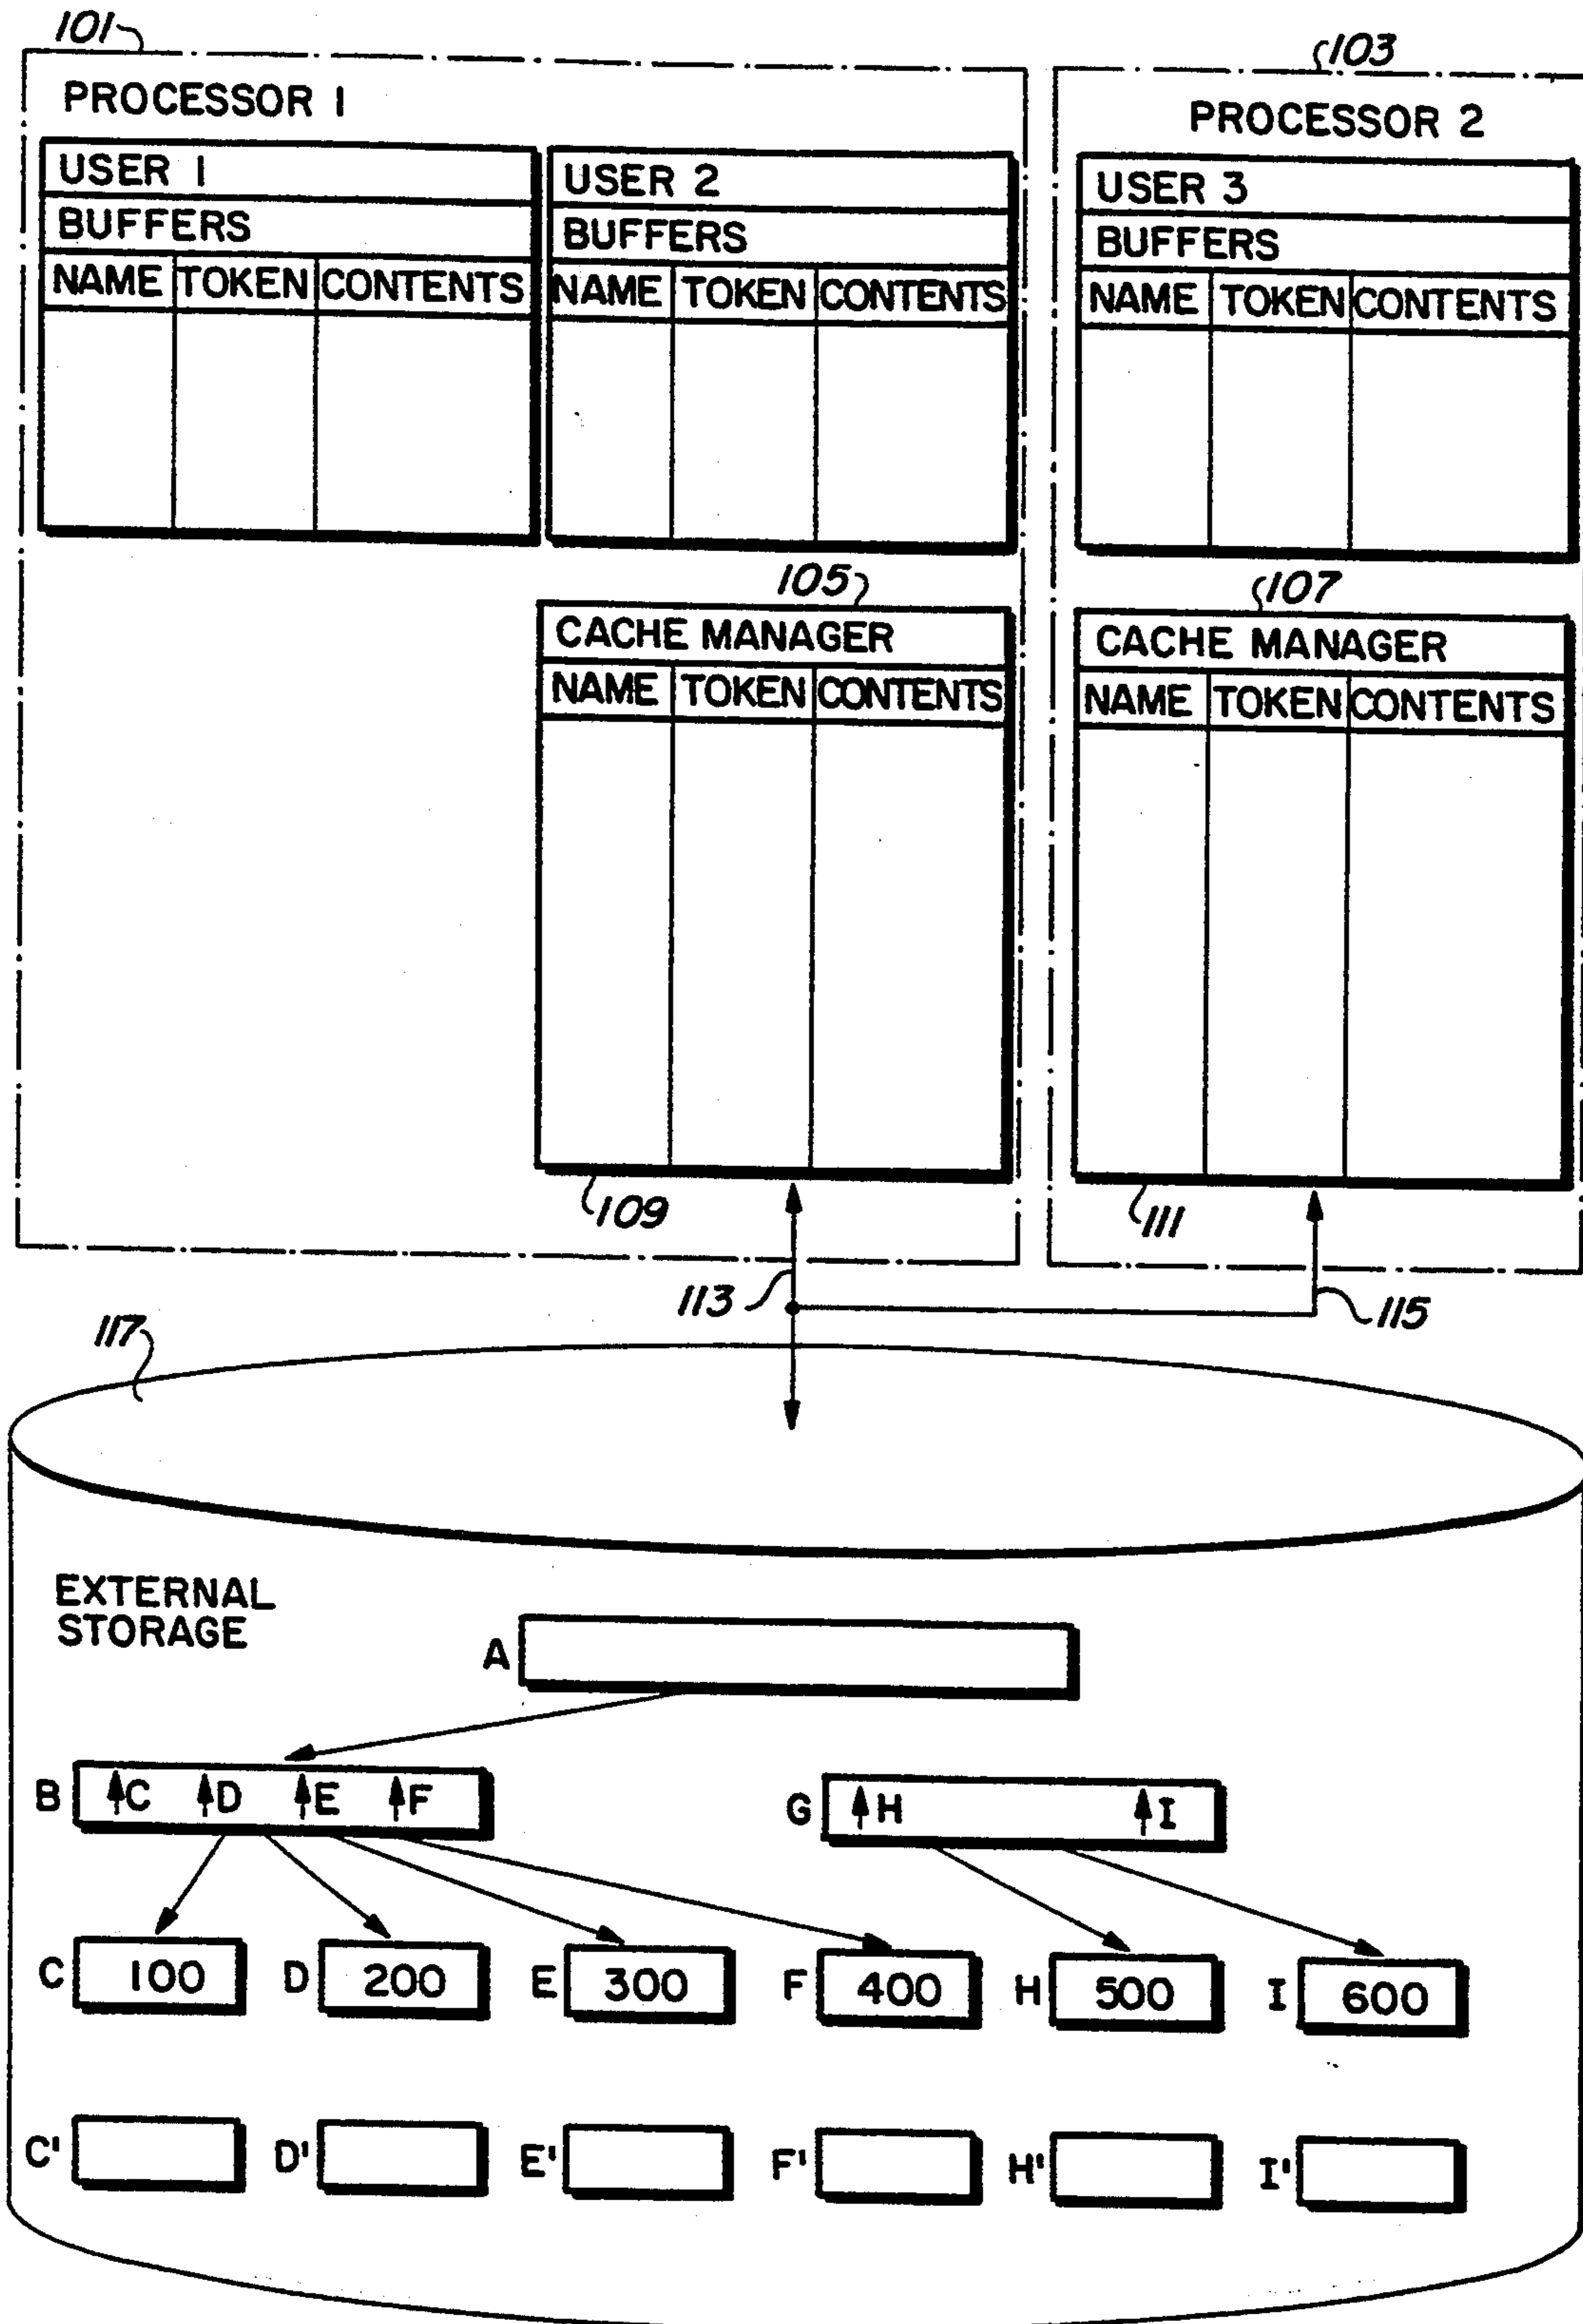 101
103
PROCESSOR 1
PROCESSOR 2
USER 1
USER 2
USER 3
BUFFERS
BUFFERS
BUFFERS
NAME TOKEN CONTENTS
NAME TOKEN CONTENTS
NAME TOKEN CONTENTS
105
107
CACHE MANAGER
CACHE MANAGER
NAME TOKEN CONTENTS
NAME TOKEN CONTENTS
109
111
113
115
117
EXTERNAL
STORAGE
A
B ↑C ↑D ↑E ↑F
G ↑H ↑I
C 100 D 200 E 300 F 400 H 500 I 600
C' D' E' F' H' I'